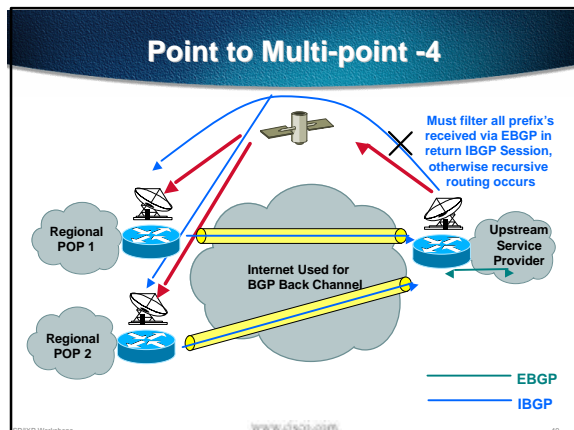 Point to Multi-point -4
Must filter all prefix's
received via EBGP in
return IBGP Session,
otherwise recursive
routing occurs
Regional
POP 1
Upstream
Service
Provider
Internet Used for
BGP Back Channel
Regional
POP 2
EBGP
IBGP
www.cisco.com